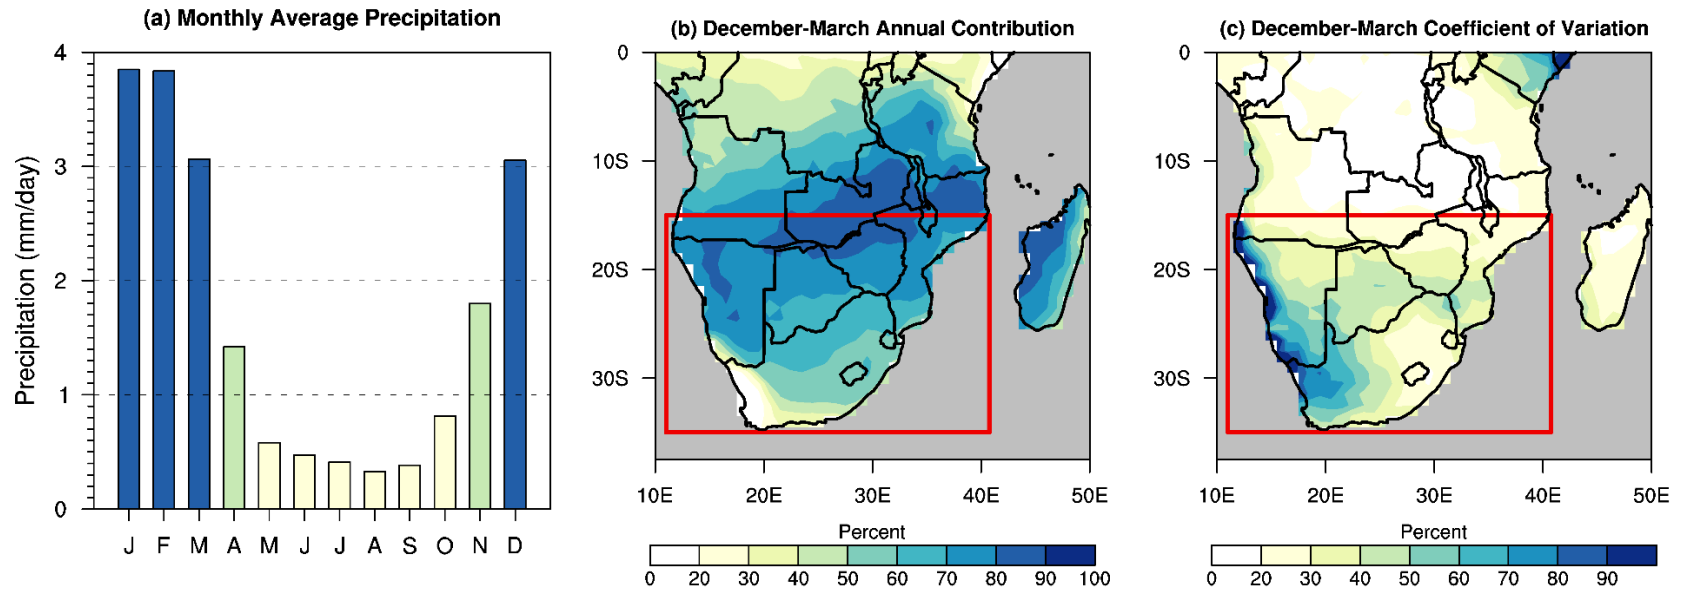 (a) Monthly Average Precipitation
Precipitation (mm/day)
4
3
2
1
0
J F M A M J J A S O N D
(b) December-March Annual Contribution
0
10S
20S
30S
10E 20E 30E 40E 50E
Percent
0 20 30 40 50 60 70 80 90 100
(c) December-March Coefficient of Variation
0
10S
20S
30S
10E 20E 30E 40E 50E
Percent
0 20 30 40 50 60 70 80 90